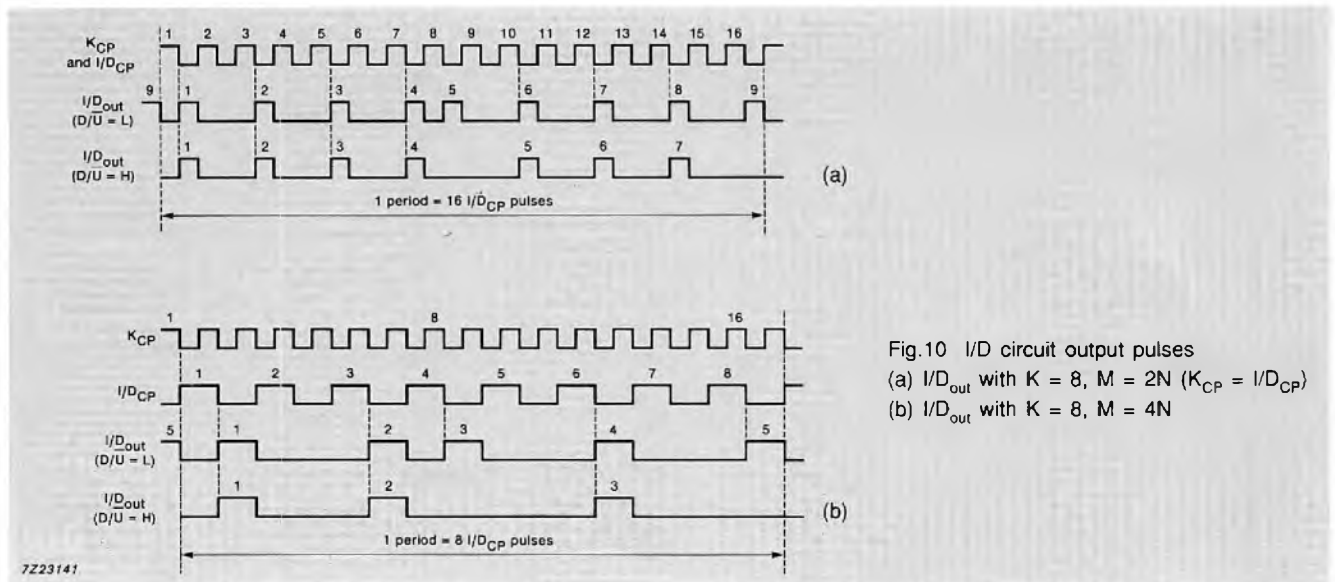 1 2 3 4 5 6 7 8 9 10 11 12 13 14 15 16
K_CP
and I/D_CP
9 1 2 3 4 5 6 7 8 9
I/D_out
(D/U̅ = L)
1 2 3 4 5 6 7
I/D_out
(D/U̅ = H)
(a)
1 period = 16 I/D_CP pulses
1 8 16
K_CP
1 2 3 4 5 6 7 8
I/D_CP
5 1 2 3 4 5
I/D_out
(D/U̅ = L)
1 2 3
I/D_out
(D/U̅ = H)
(b)
1 period = 8 I/D_CP pulses
7Z23141
Fig.10 I/D circuit output pulses
(a) I/D_out with K = 8, M = 2N (K_CP = I/D_CP)
(b) I/D_out with K = 8, M = 4N